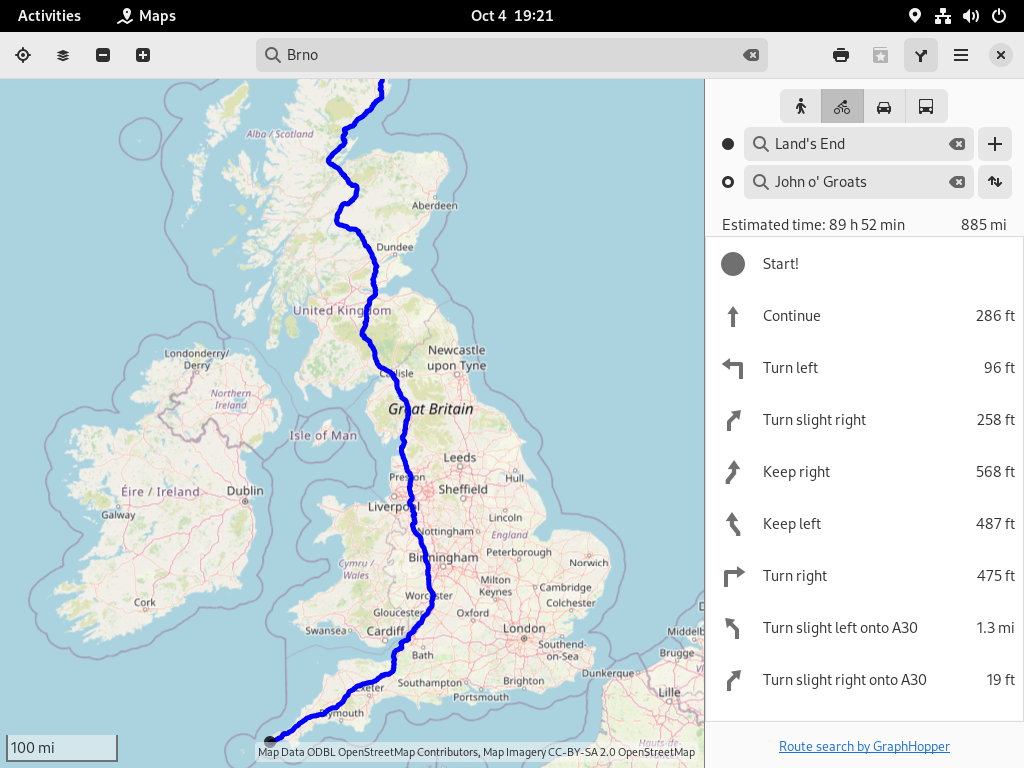 Activities Maps Oct 4 19:21
Brno
Land's End
John o' Groats
Estimated time: 89 h 52 min 885 mi
Start!
Continue 286 ft
Turn left 96 ft
Turn slight right 258 ft
Keep right 568 ft
Keep left 487 ft
Turn right 475 ft
Turn slight left onto A30 1.3 mi
Turn slight right onto A30 19 ft
Route search by GraphHopper
Alba / Scotland
Aberdeen
Dundee
United Kingdom
Londonderry/
Derry
Newcastle
upon Tyne
Carlisle
Northern
Ireland
Great Britain
Isle of Man
Leeds
Preston
Hull
Éire / Ireland
Dublin
Sheffield
Liverpool
Galway
Lincoln
Nottingham
England
Birmingham
Peterborough
Cymru /
Wales
Norwich
Milton
Keynes
Cambridge
Cork
Worcester
Colchester
Gloucester
Oxford
Swansea
Cardiff
London
Bath
Southend-
on-Sea
Middelb
Brugge
Southampton
Brighton
Dunkerque
Exeter
Portsmouth
Lille
Plymouth
Hauts-de-
100 mi
Map Data ODBL OpenStreetMap Contributors, Map Imagery CC-BY-SA 2.0 OpenStreetMap